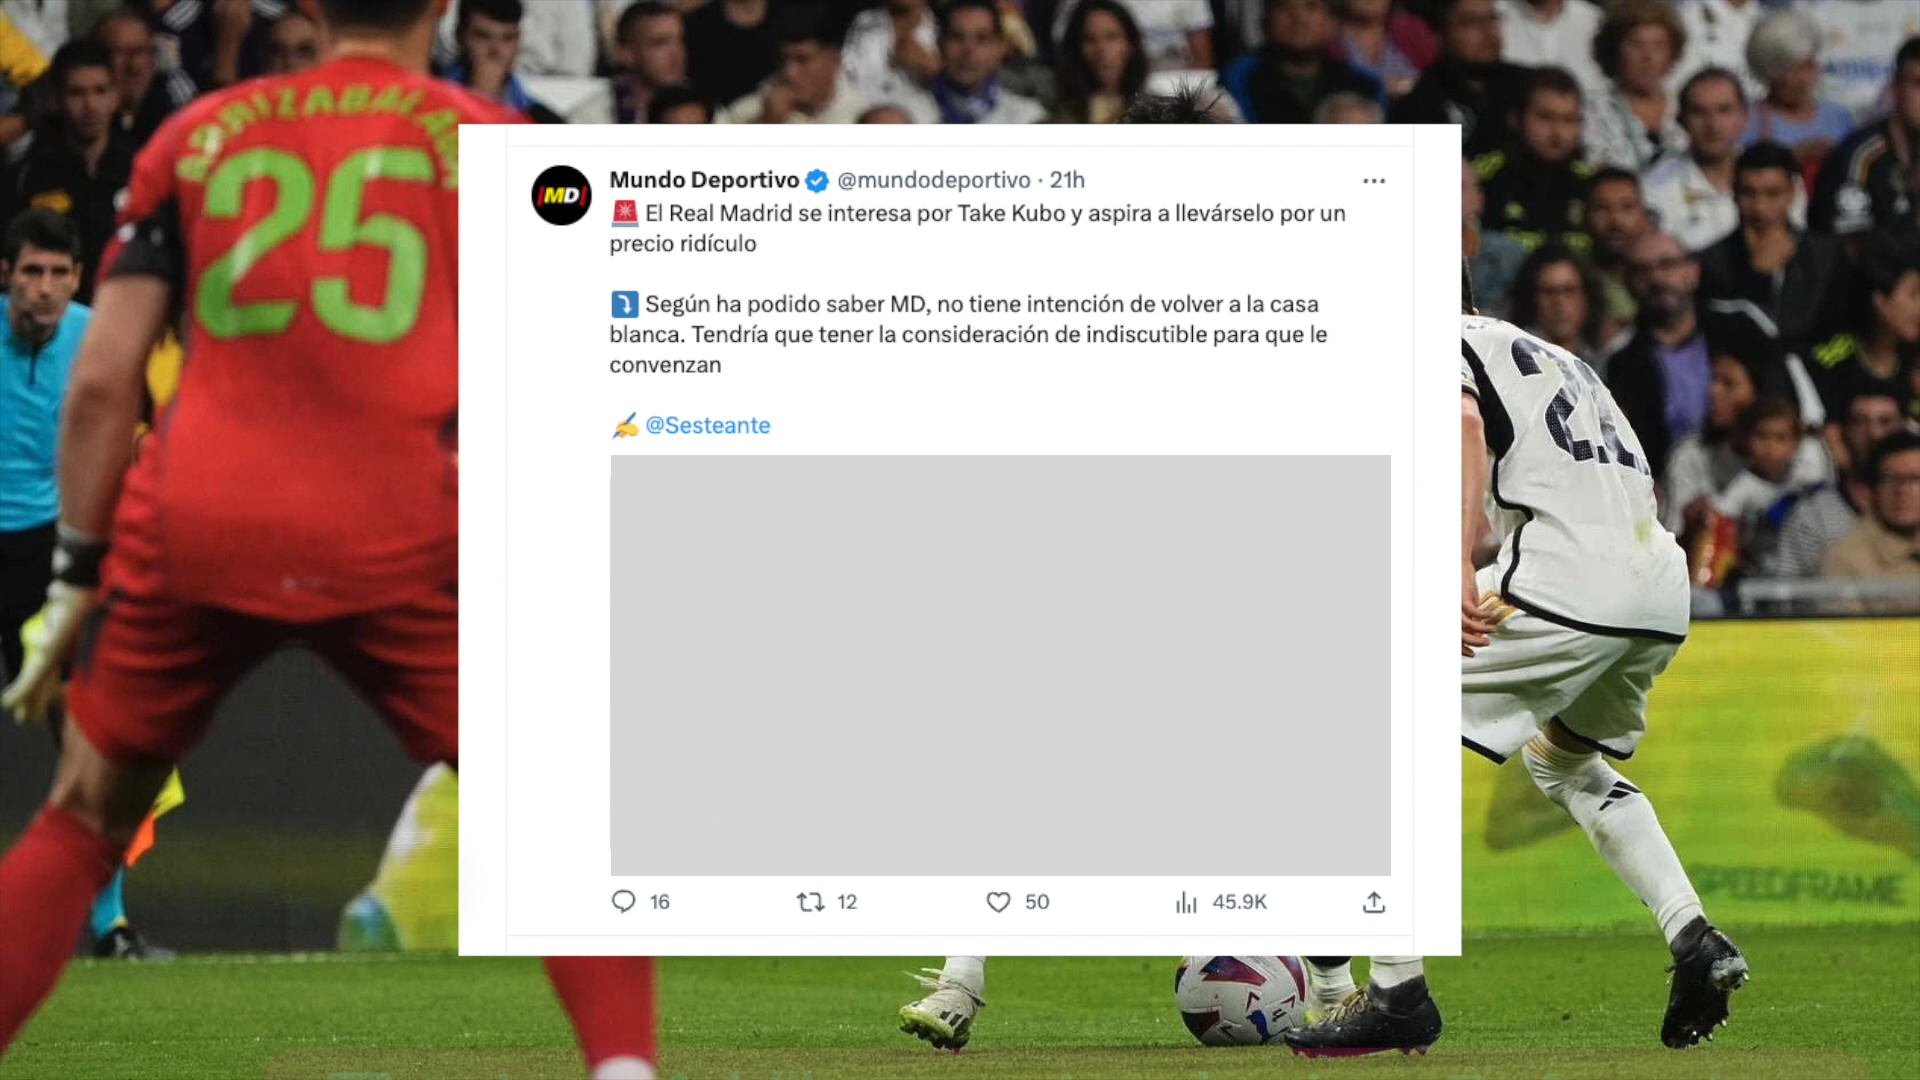 ARRIZABALAGA
25
MD
Mundo Deportivo @mundodeportivo · 21h
El Real Madrid se interesa por Take Kubo y aspira a llevárselo por un
precio ridículo
Según ha podido saber MD, no tiene intención de volver a la casa
blanca. Tendría que tener la consideración de indiscutible para que le
convenzan
@Sesteante
16 12 50 45.9K
SPEEDFRAME